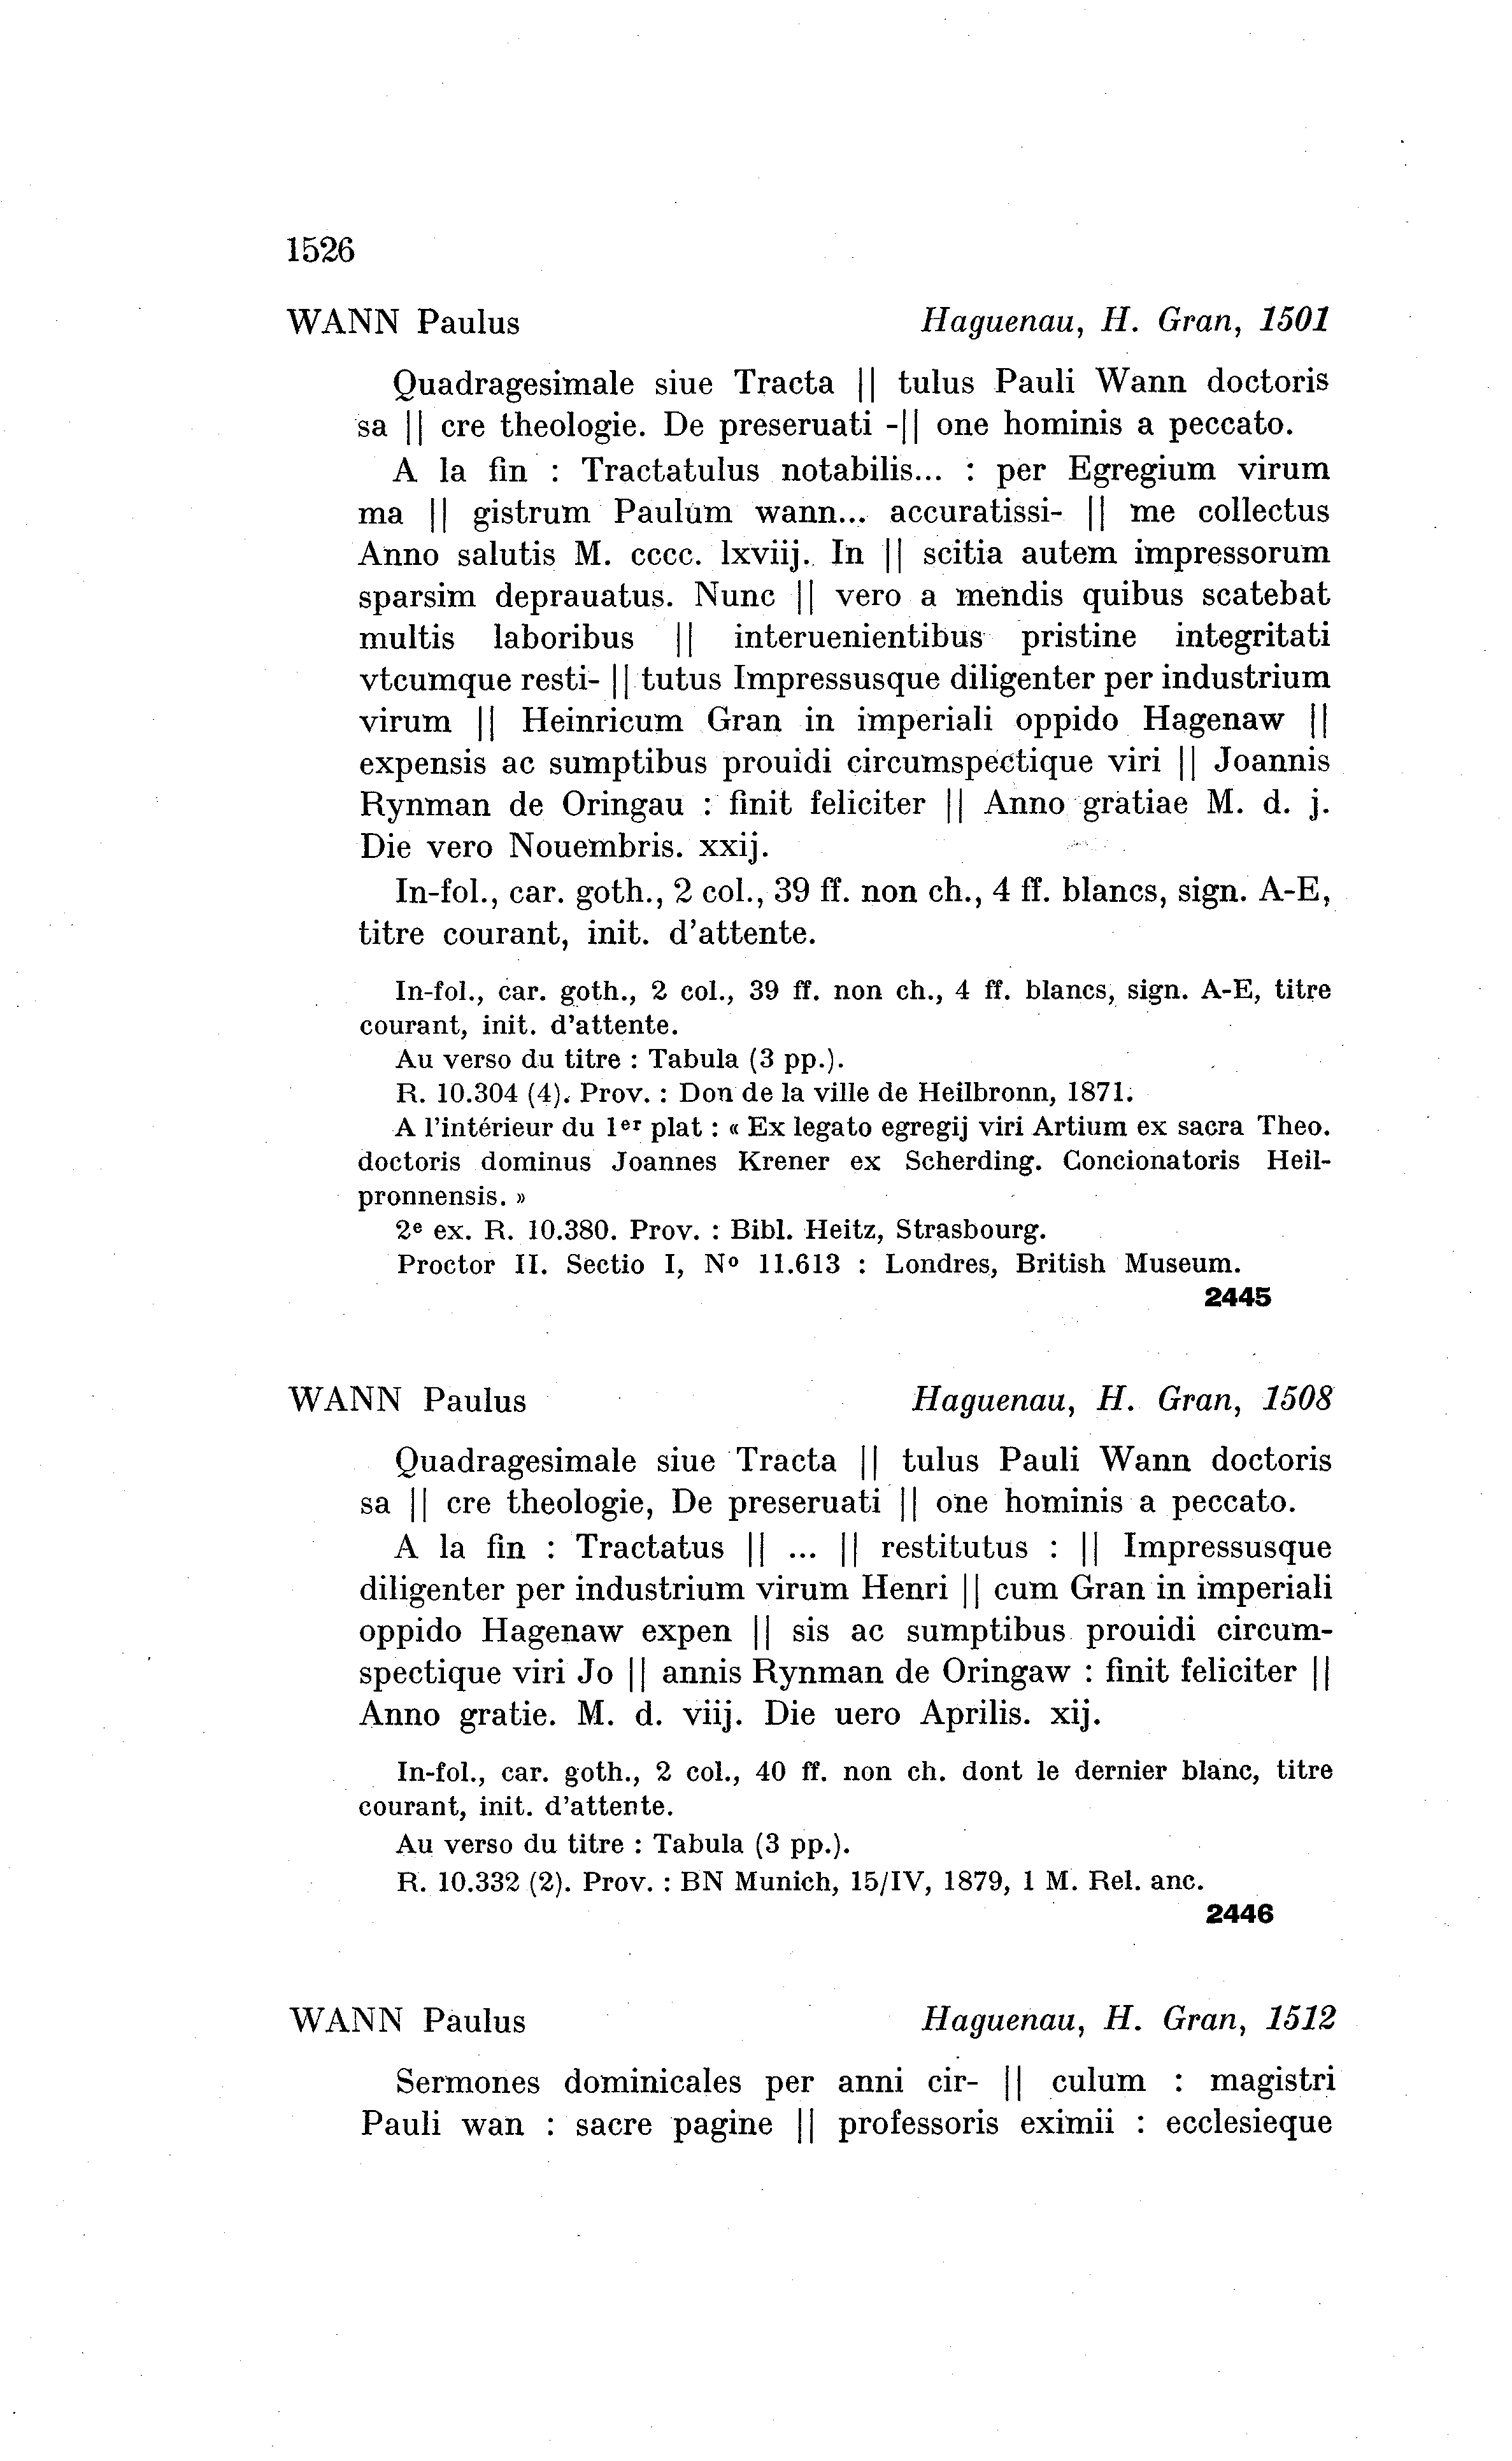 1526
WANN Paulus Haguenau, H. Gran, 1501
Quadragesimale siue Tracta || tulus Pauli Wann doctoris
sa || cre theologie. De preseruati -|| one hominis a peccato.
A la fin : Tractatulus notabilis... : per Egregium virum
ma || gistrum Paulum wann... accuratissi- || me collectus
Anno salutis M. cccc. lxviij. In || scitia autem impressorum
sparsim deprauatus. Nunc || vero a mendis quibus scatebat
multis laboribus || interuenientibus pristine integritati
vtcumque resti- || tutus Impressusque diligenter per industrium
virum || Heinricum Gran in imperiali oppido Hagenaw ||
expensis ac sumptibus prouidi circumspectique viri || Joannis
Rynman de Oringau : finit feliciter || Anno gratiae M. d. j.
Die vero Nouembris. xxij.
In-fol., car. goth., 2 col., 39 ff. non ch., 4 ff. blancs, sign. A-E,
titre courant, init. d'attente.
In-fol., car. goth., 2 col., 39 ff. non ch., 4 ff. blancs, sign. A-E, titre
courant, init. d'attente.
Au verso du titre : Tabula (3 pp.).
R. 10.304 (4). Prov. : Don de la ville de Heilbronn, 1871.
A l'intérieur du 1er plat : « Ex legato egregij viri Artium ex sacra Theo.
doctoris dominus Joannes Krener ex Scherding. Concionatoris Heil-
pronnensis. »
2e ex. R. 10.380. Prov. : Bibl. Heitz, Strasbourg.
Proctor II. Sectio I, No 11.613 : Londres, British Museum.
2445
WANN Paulus Haguenau, H. Gran, 1508
Quadragesimale siue Tracta || tulus Pauli Wann doctoris
sa || cre theologie, De preseruati || one hominis a peccato.
A la fin : Tractatus || ... || restitutus : || Impressusque
diligenter per industrium virum Henri || cum Gran in imperiali
oppido Hagenaw expen || sis ac sumptibus prouidi circum-
spectique viri Jo || annis Rynman de Oringaw : finit feliciter ||
Anno gratie. M. d. viij. Die uero Aprilis. xij.
In-fol., car. goth., 2 col., 40 ff. non ch. dont le dernier blanc, titre
courant, init. d'attente.
Au verso du titre : Tabula (3 pp.).
R. 10.332 (2). Prov. : BN Munich, 15/IV, 1879, 1 M. Rel. anc.
2446
WANN Paulus Haguenau, H. Gran, 1512
Sermones dominicales per anni cir- || culum : magistri
Pauli wan : sacre pagine || professoris eximii : ecclesieque